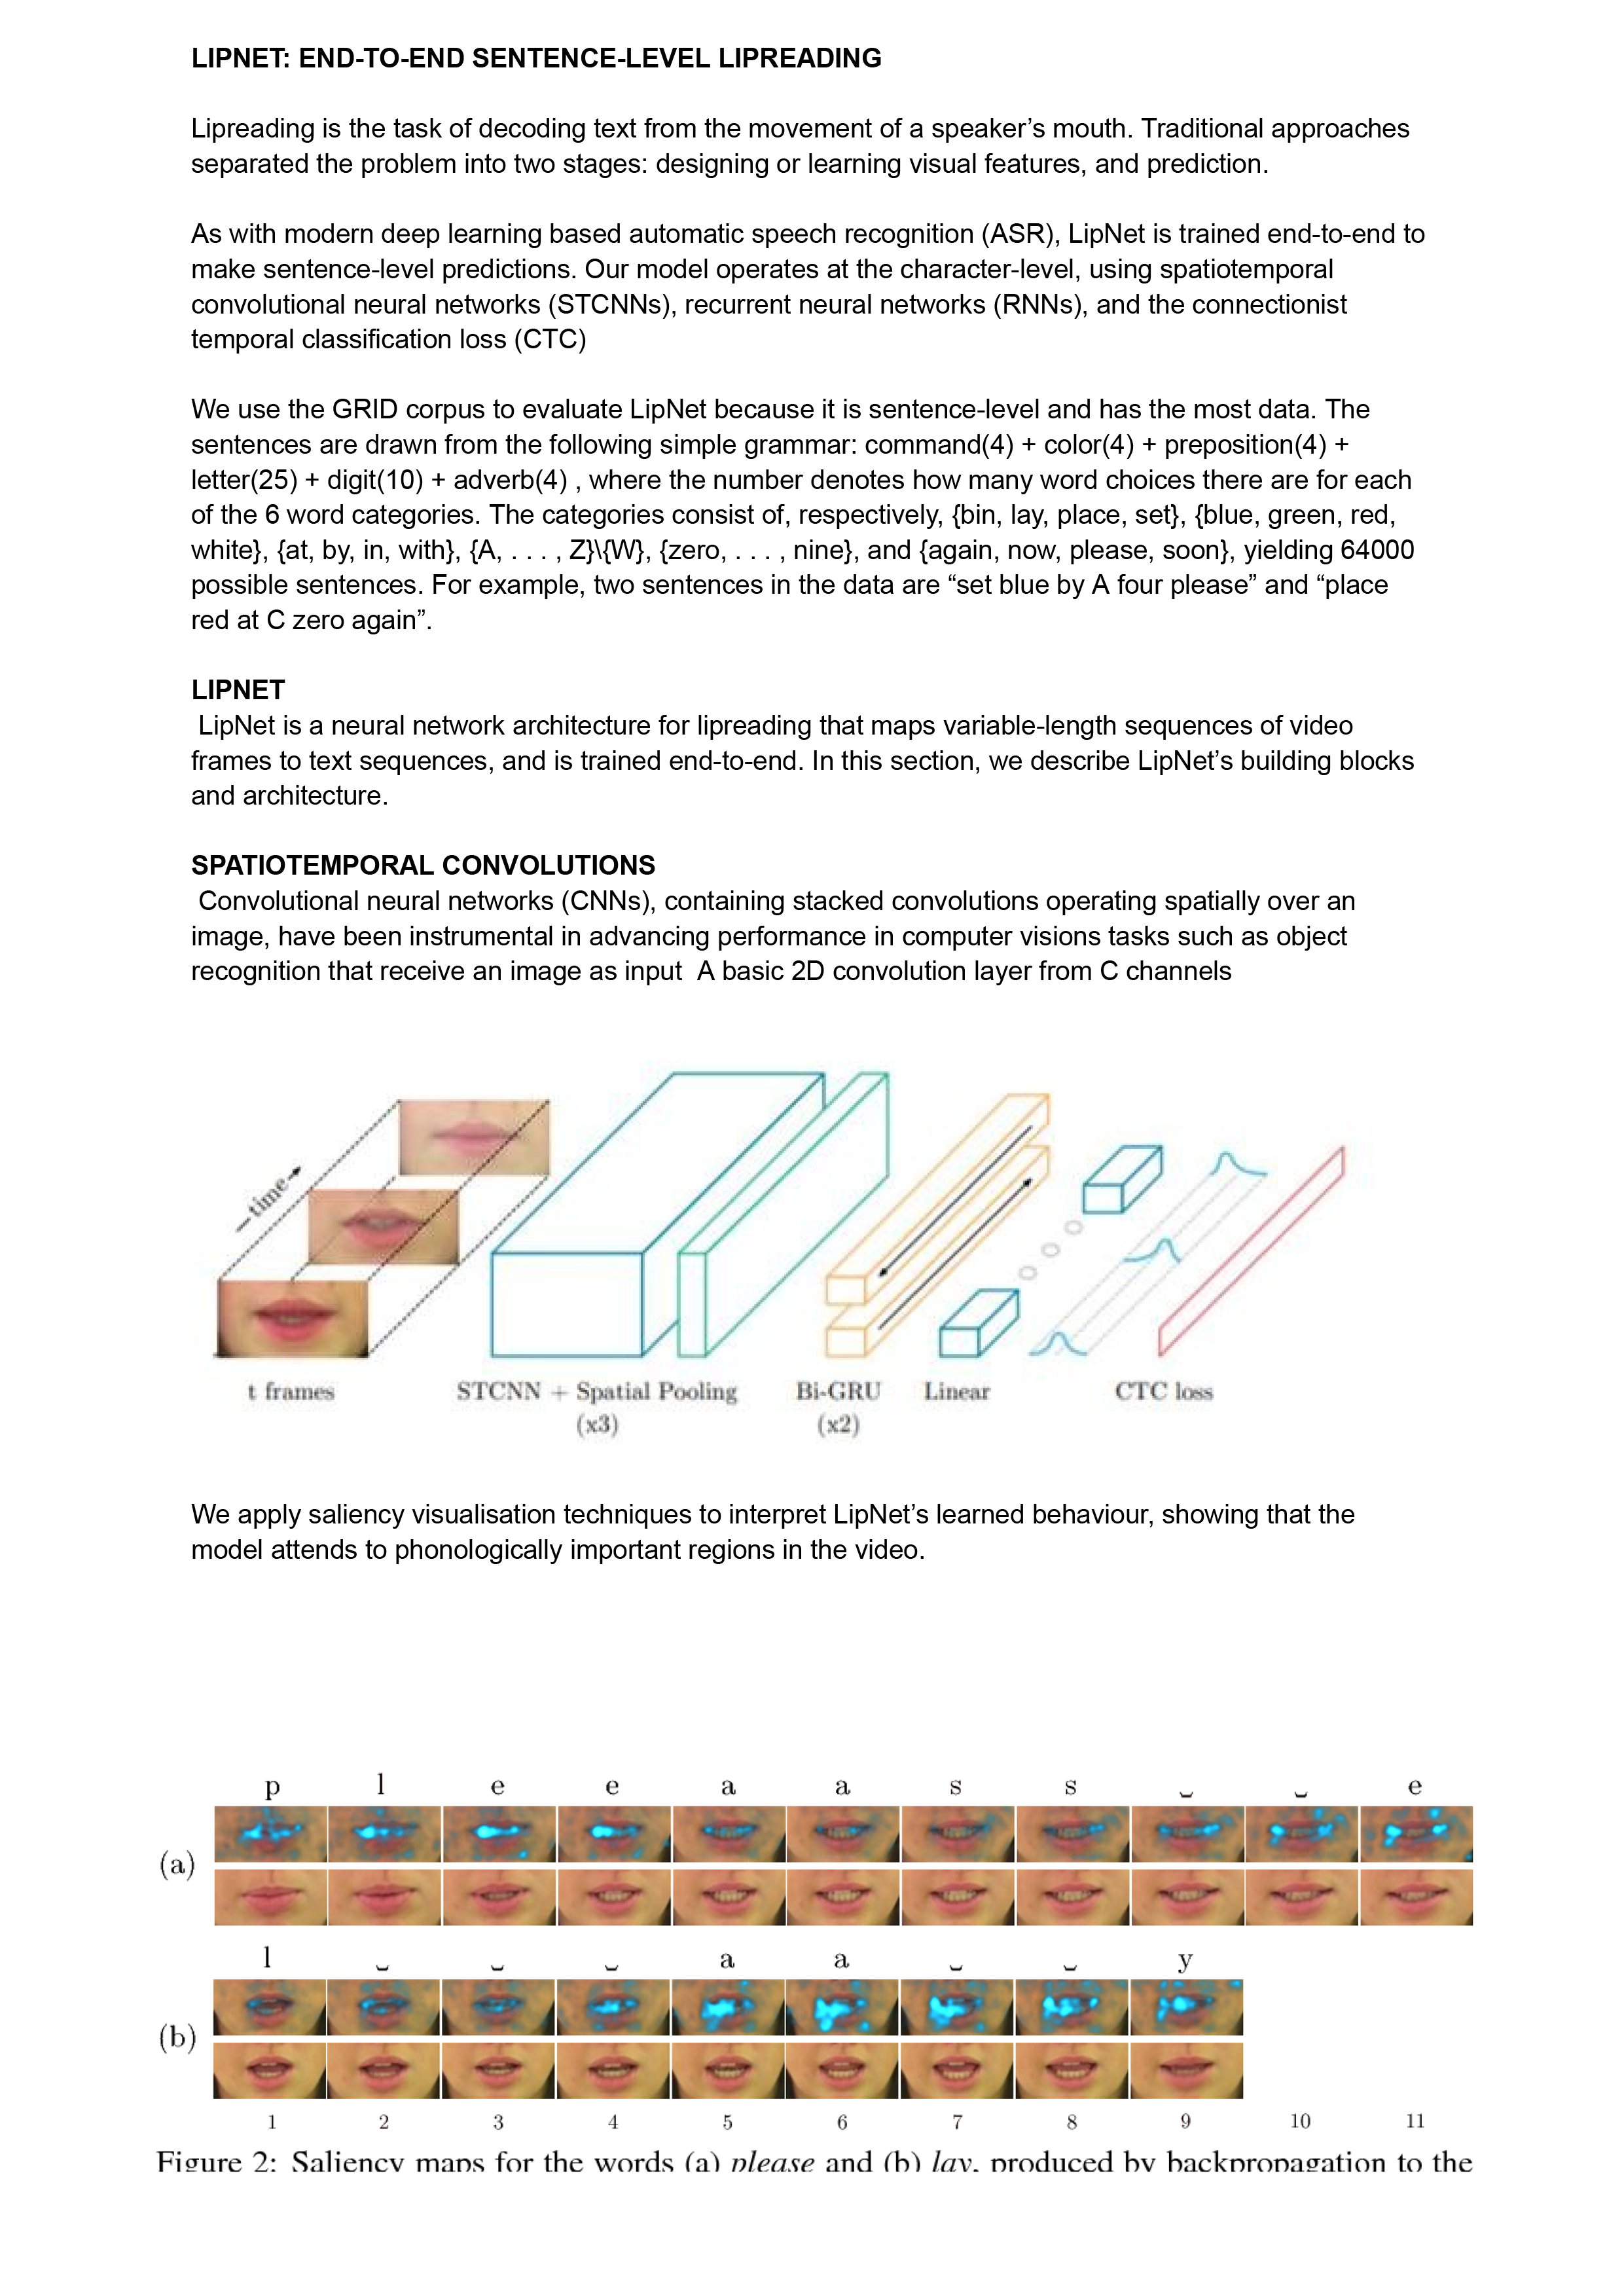 LIPNET: END-TO-END SENTENCE-LEVEL LIPREADING
Lipreading is the task of decoding text from the movement of a speaker’s mouth. Traditional approaches
separated the problem into two stages: designing or learning visual features, and prediction.
As with modern deep learning based automatic speech recognition (ASR), LipNet is trained end-to-end to
make sentence-level predictions. Our model operates at the character-level, using spatiotemporal
convolutional neural networks (STCNNs), recurrent neural networks (RNNs), and the connectionist
temporal classification loss (CTC)
We use the GRID corpus to evaluate LipNet because it is sentence-level and has the most data. The
sentences are drawn from the following simple grammar: command(4) + color(4) + preposition(4) +
letter(25) + digit(10) + adverb(4) , where the number denotes how many word choices there are for each
of the 6 word categories. The categories consist of, respectively, {bin, lay, place, set}, {blue, green, red,
white}, {at, by, in, with}, {A, . . . , Z}\{W}, {zero, . . . , nine}, and {again, now, please, soon}, yielding 64000
possible sentences. For example, two sentences in the data are “set blue by A four please” and “place
red at C zero again”.
LIPNET
LipNet is a neural network architecture for lipreading that maps variable-length sequences of video
frames to text sequences, and is trained end-to-end. In this section, we describe LipNet’s building blocks
and architecture.
SPATIOTEMPORAL CONVOLUTIONS
Convolutional neural networks (CNNs), containing stacked convolutions operating spatially over an
image, have been instrumental in advancing performance in computer visions tasks such as object
recognition that receive an image as input  A basic 2D convolution layer from C channels
time
t frames STCNN + Spatial Pooling Bi-GRU Linear CTC loss
(x3) (x2)
We apply saliency visualisation techniques to interpret LipNet’s learned behaviour, showing that the
model attends to phonologically important regions in the video.
p l e e a a s s ⌣ ⌣ e
(a)
l ⌣ ⌣ ⌣ a a ⌣ ⌣ y
(b)
1 2 3 4 5 6 7 8 9 10 11
Figure 2: Saliency maps for the words (a) please and (b) lay, produced by backpropagation to the